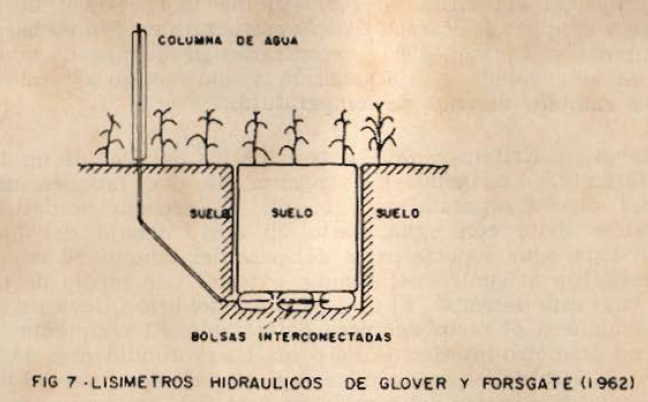 COLUMNA DE AGUA
SUELO SUELO SUELO
BOLSAS INTERCONECTADAS
FIG 7.-LISIMETROS HIDRAULICOS DE GLOVER Y FORSGATE (1962)